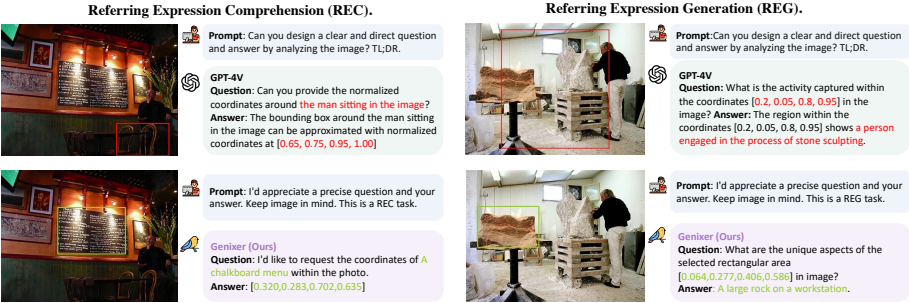 Referring Expression Comprehension (REC).
Prompt: Can you design a clear and direct question
and answer by analyzing the image? TL;DR.
GPT-4V
Question: Can you provide the normalized
coordinates around the man sitting in the image?
Answer: The bounding box around the man sitting
in the image can be approximated with normalized
coordinates at [0.65, 0.75, 0.95, 1.00]
Prompt: I'd appreciate a precise question and your
answer. Keep image in mind. This is a REC task.
Genixer (Ours)
Question: I'd like to request the coordinates of A
chalkboard menu within the photo.
Answer: [0.320,0.283,0.702,0.635]
Referring Expression Generation (REG).
Prompt:Can you design a clear and direct question
and answer by analyzing the image? TL;DR.
GPT-4V
Question: What is the activity captured within
the coordinates [0.2, 0.05, 0.8, 0.95] in the
image? Answer: The region within the
coordinates [0.2, 0.05, 0.8, 0.95] shows a person
engaged in the process of stone sculpting.
Prompt: I'd appreciate a precise question and your
answer. Keep image in mind. This is a REG task.
Genixer (Ours)
Question: What are the unique aspects of the
selected rectangular area
[0.064,0.277,0.406,0.586] in image?
Answer: A large rock on a workstation.